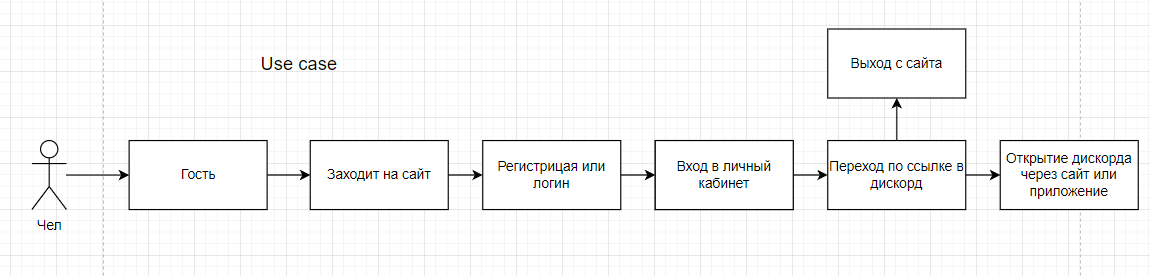 Use case
Выход с сайта
Гость
Заходит на сайт
Регистрицая или
логин
Вход в личный
кабинет
Переход по ссылке в
дискорд
Открытие дискорда
через сайт или
приложение
Чел